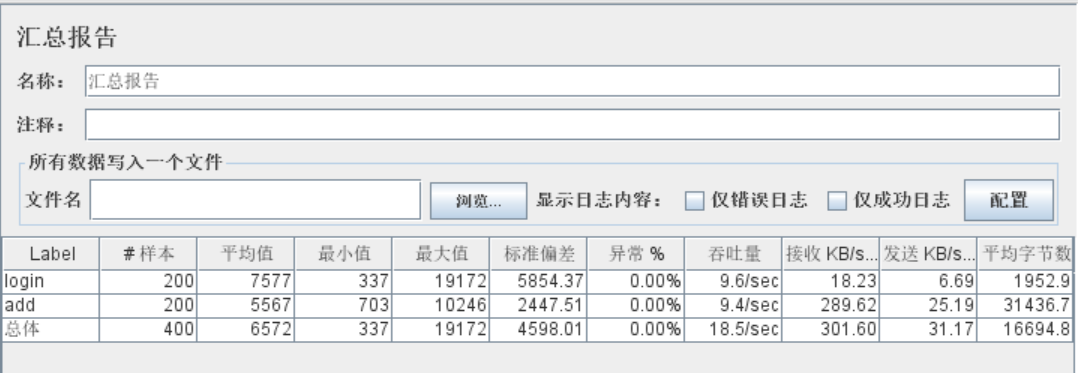 汇总报告
名称： 汇总报告
注释：
所有数据写入一个文件
文件名 浏览... 显示日志内容： 仅错误日志 仅成功日志 配置
Label # 样本 平均值 最小值 最大值 标准偏差 异常 % 吞吐量 接收 KB/s... 发送 KB/s... 平均字节数
login 200 7577 337 19172 5854.37 0.00% 9.6/sec 18.23 6.69 1952.9
add 200 5567 703 10246 2447.51 0.00% 9.4/sec 289.62 25.19 31436.7
总体 400 6572 337 19172 4598.01 0.00% 18.5/sec 301.60 31.17 16694.8